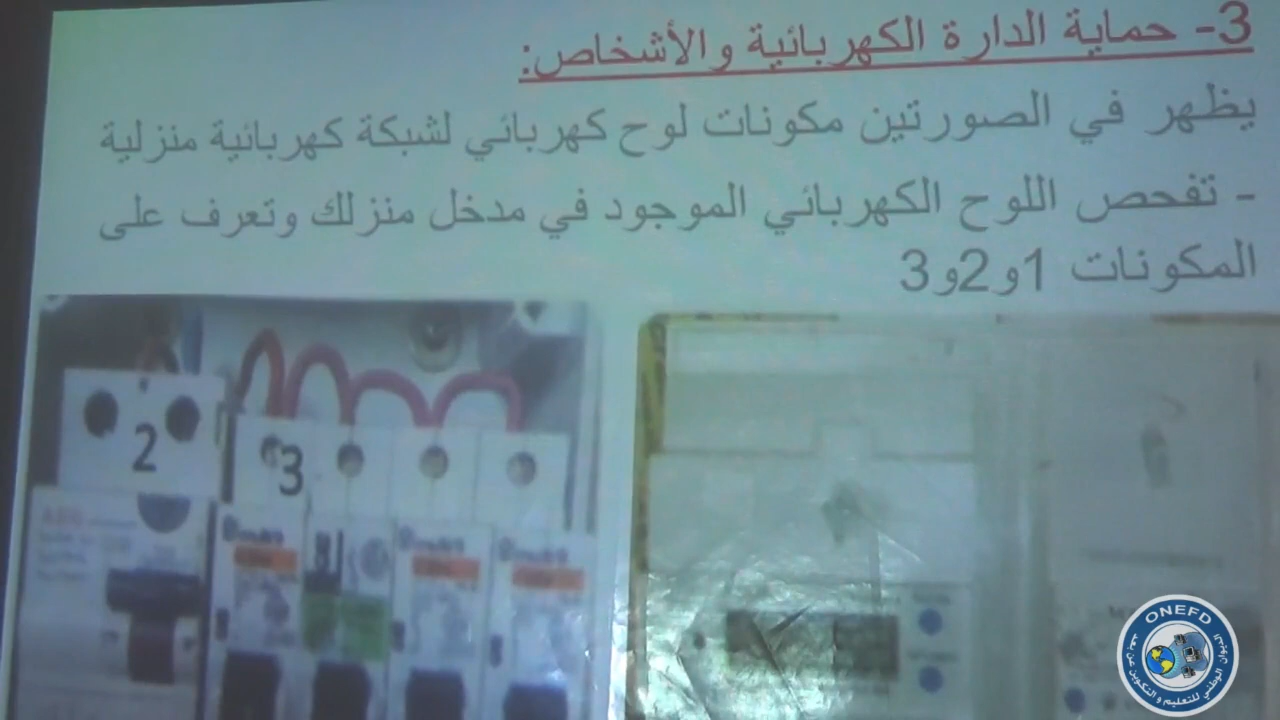 3- حماية الدارة الكهربائية والأشخاص:
يظهر في الصورتين مكونات لوح كهربائي لشبكة كهربائية منزلية
- تفحص اللوح الكهربائي الموجود في مدخل منزلك وتعرف على
المكونات 1و2و3
2
3
ONEFD